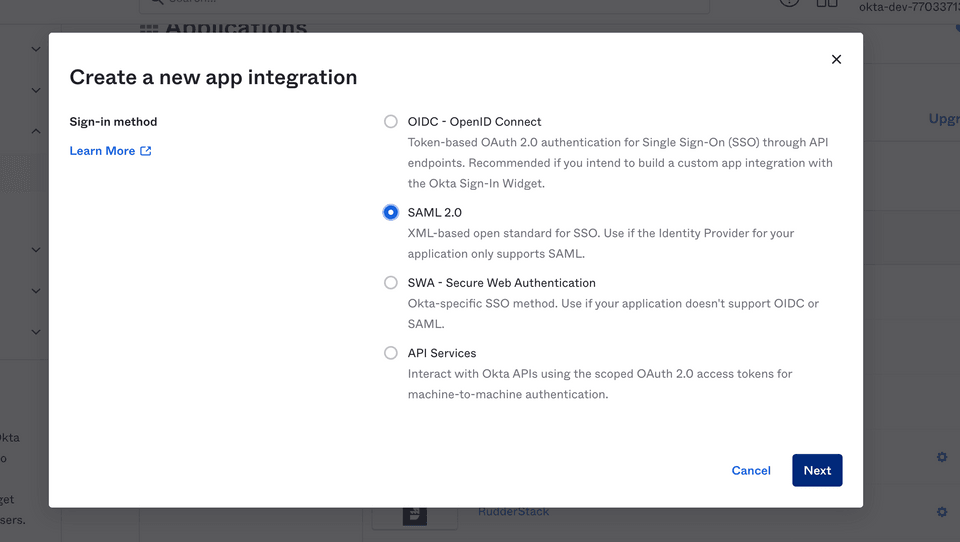 Search...
okta-dev-7703371
Applications
Upgr
Create a new app integration
Sign-in method
Learn More
OIDC - OpenID Connect
Token-based OAuth 2.0 authentication for Single Sign-On (SSO) through API
endpoints. Recommended if you intend to build a custom app integration with
the Okta Sign-In Widget.
SAML 2.0
XML-based open standard for SSO. Use if the Identity Provider for your
application only supports SAML.
SWA - Secure Web Authentication
Okta-specific SSO method. Use if your application doesn't support OIDC or
SAML.
API Services
Interact with Okta APIs using the scoped OAuth 2.0 access tokens for
machine-to-machine authentication.
Cancel
Next
Okta
o
get
sers.
RudderStack